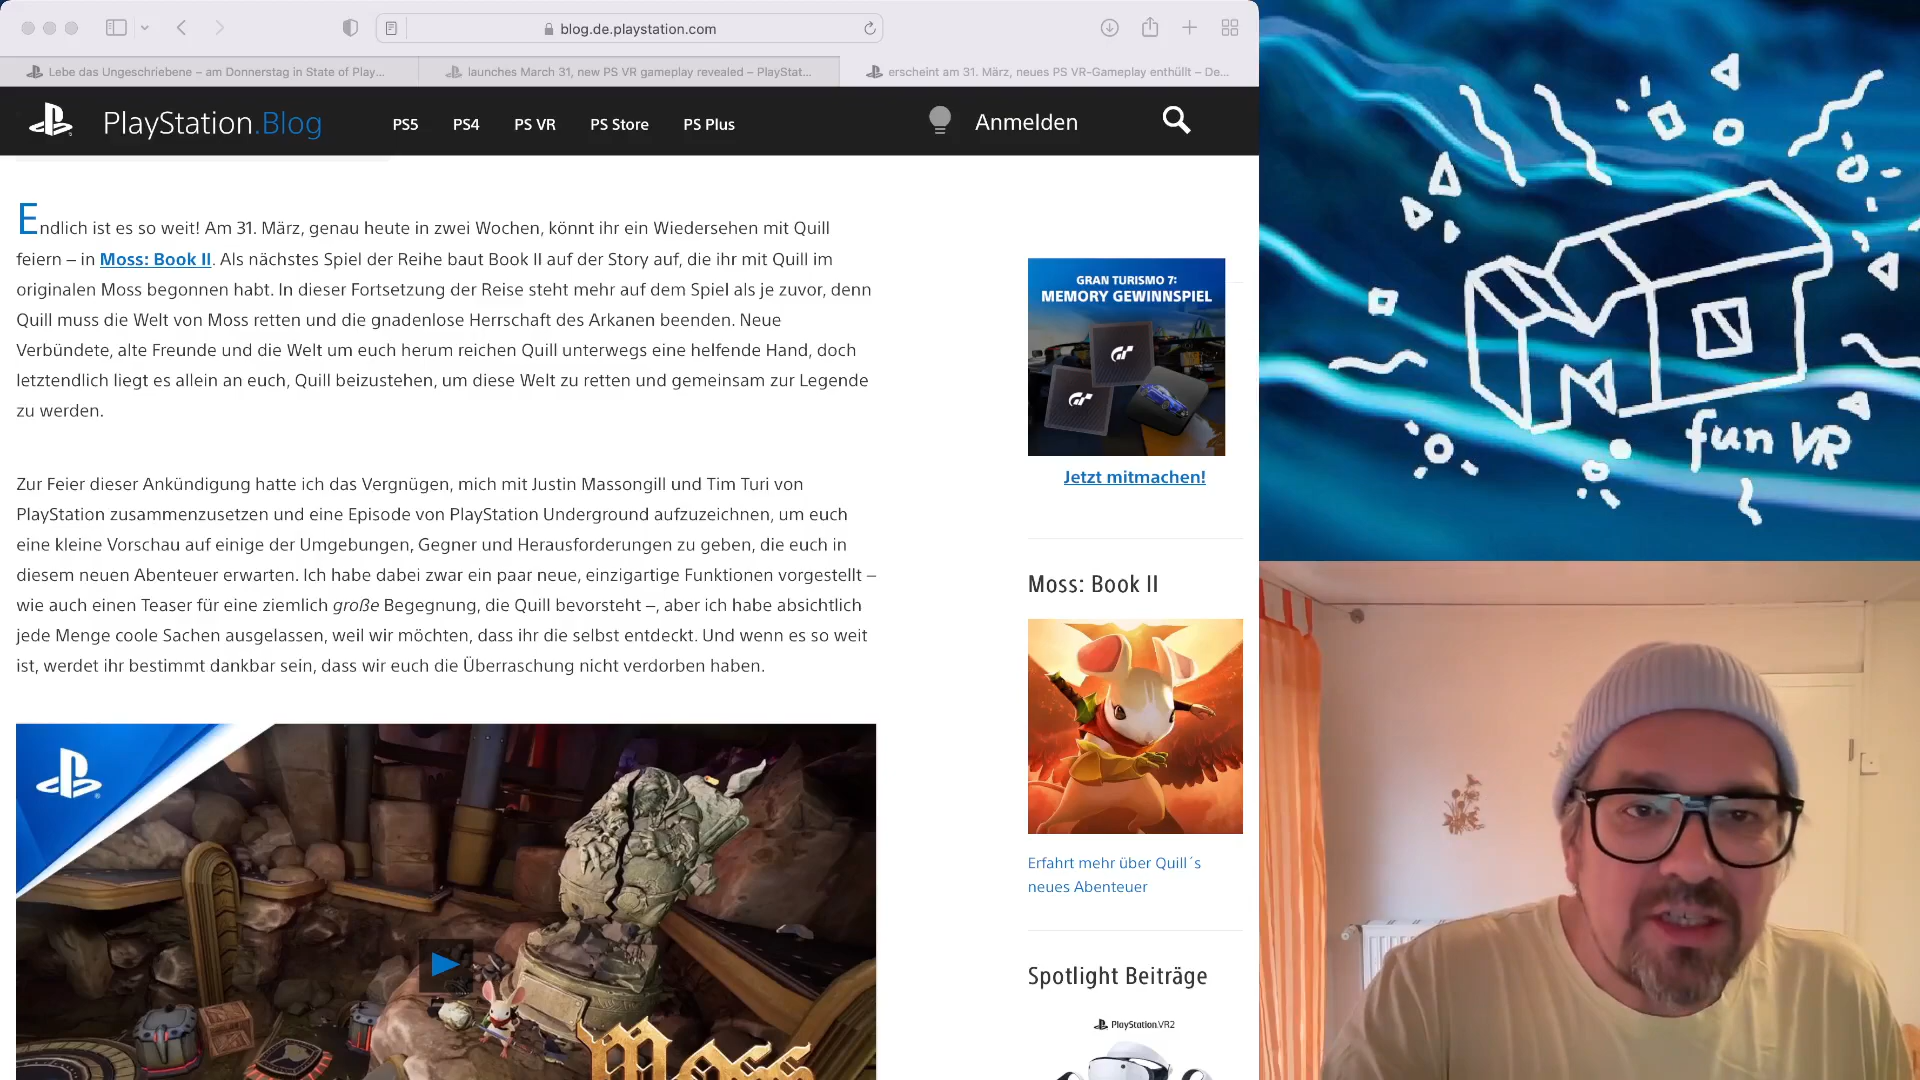 blog.de.playstation.com
Lebe das Ungeschriebene – am Donnerstag in State of Play...
launches March 31, new PS VR gameplay revealed – PlayStat...
erscheint am 31. März, neues PS VR-Gameplay enthüllt – De...
PlayStation.Blog
PS5
PS4
PS VR
PS Store
PS Plus
Anmelden
Endlich ist es so weit! Am 31. März, genau heute in zwei Wochen, könnt ihr ein Wiedersehen mit Quill
feiern – in Moss: Book II. Als nächstes Spiel der Reihe baut Book II auf der Story auf, die ihr mit Quill im
originalen Moss begonnen habt. In dieser Fortsetzung der Reise steht mehr auf dem Spiel als je zuvor, denn
Quill muss die Welt von Moss retten und die gnadenlose Herrschaft des Arkanen beenden. Neue
Verbündete, alte Freunde und die Welt um euch herum reichen Quill unterwegs eine helfende Hand, doch
letztendlich liegt es allein an euch, Quill beizustehen, um diese Welt zu retten und gemeinsam zur Legende
zu werden.
Zur Feier dieser Ankündigung hatte ich das Vergnügen, mich mit Justin Massongill und Tim Turi von
PlayStation zusammenzusetzen und eine Episode von PlayStation Underground aufzuzeichnen, um euch
eine kleine Vorschau auf einige der Umgebungen, Gegner und Herausforderungen zu geben, die euch in
diesem neuen Abenteuer erwarten. Ich habe dabei zwar ein paar neue, einzigartige Funktionen vorgestellt –
wie auch einen Teaser für eine ziemlich große Begegnung, die Quill bevorsteht –, aber ich habe absichtlich
jede Menge coole Sachen ausgelassen, weil wir möchten, dass ihr die selbst entdeckt. Und wenn es so weit
ist, werdet ihr bestimmt dankbar sein, dass wir euch die Überraschung nicht verdorben haben.
Moss
GRAN TURISMO 7:
MEMORY GEWINNSPIEL
GT
GT
Jetzt mitmachen!
Moss: Book II
Erfahrt mehr über Quill´s
neues Abenteuer
Spotlight Beiträge
PlayStation.VR2
fun VR